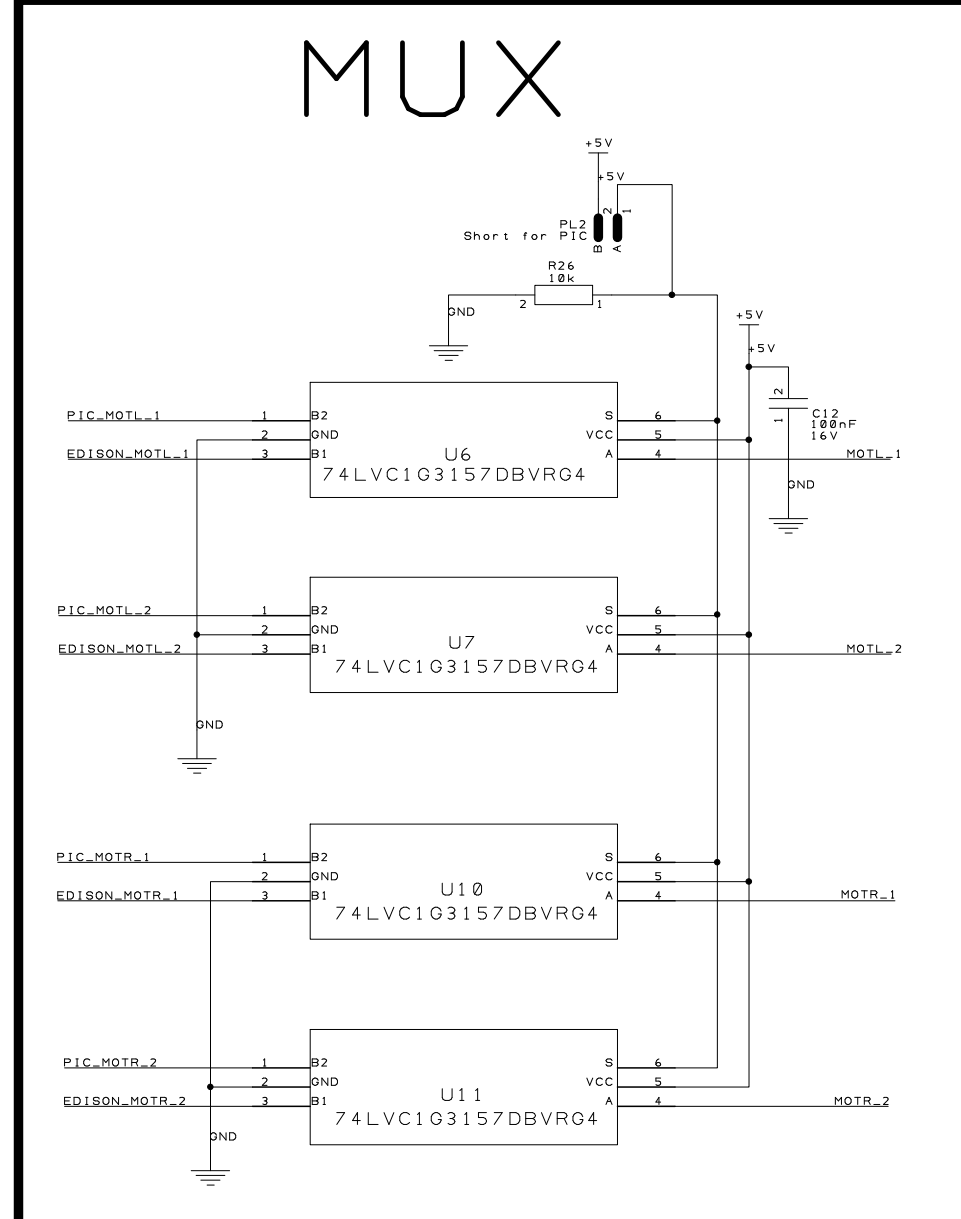 MUX
+5V
+5V
2 1
PL2
Short for PIC
B A
R26
10k
2 1
GND
+5V
+5V
2
C12
100nF
16V
1
GND
PIC_MOTL_1 1 B2 S 6
2 GND VCC 5
EDISON_MOTL_1 3 B1 A 4 MOTL_1
U6
74LVC1G3157DBVRG4
PIC_MOTL_2 1 B2 S 6
2 GND VCC 5
EDISON_MOTL_2 3 B1 A 4 MOTL_2
U7
74LVC1G3157DBVRG4
GND
PIC_MOTR_1 1 B2 S 6
2 GND VCC 5
EDISON_MOTR_1 3 B1 A 4 MOTR_1
U10
74LVC1G3157DBVRG4
PIC_MOTR_2 1 B2 S 6
2 GND VCC 5
EDISON_MOTR_2 3 B1 A 4 MOTR_2
U11
74LVC1G3157DBVRG4
GND